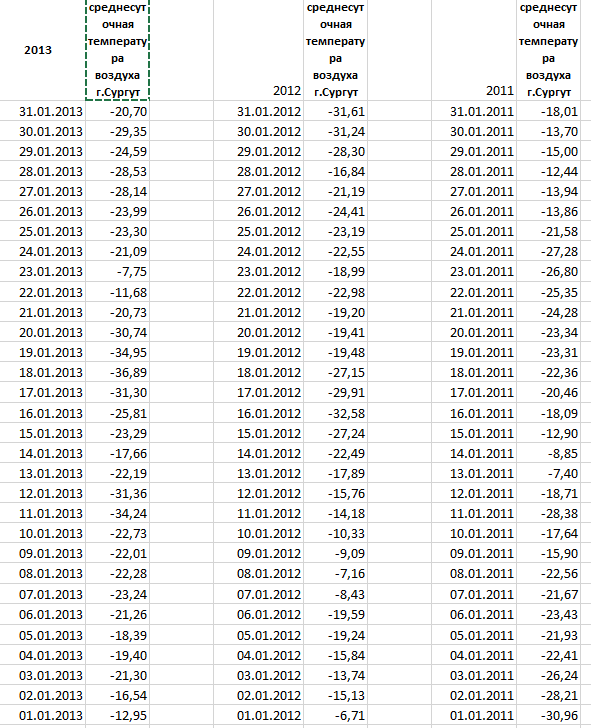 среднесут среднесут среднесут
очная очная очная
температу температу температу
2013 ра ра ра
воздуха воздуха воздуха
г.Сургут 2012 г.Сургут 2011 г.Сургут
31.01.2013 -20,70 31.01.2012 -31,61 31.01.2011 -18,01
30.01.2013 -29,35 30.01.2012 -31,24 30.01.2011 -13,70
29.01.2013 -24,59 29.01.2012 -28,30 29.01.2011 -15,00
28.01.2013 -28,53 28.01.2012 -16,84 28.01.2011 -12,44
27.01.2013 -28,14 27.01.2012 -21,19 27.01.2011 -13,94
26.01.2013 -23,99 26.01.2012 -24,41 26.01.2011 -13,86
25.01.2013 -23,30 25.01.2012 -23,19 25.01.2011 -21,58
24.01.2013 -21,09 24.01.2012 -22,55 24.01.2011 -27,28
23.01.2013 -7,75 23.01.2012 -18,99 23.01.2011 -26,80
22.01.2013 -11,68 22.01.2012 -22,98 22.01.2011 -25,35
21.01.2013 -20,73 21.01.2012 -19,20 21.01.2011 -24,28
20.01.2013 -30,74 20.01.2012 -19,41 20.01.2011 -23,34
19.01.2013 -34,95 19.01.2012 -19,48 19.01.2011 -23,31
18.01.2013 -36,89 18.01.2012 -27,15 18.01.2011 -22,36
17.01.2013 -31,30 17.01.2012 -29,91 17.01.2011 -20,46
16.01.2013 -25,81 16.01.2012 -32,58 16.01.2011 -18,09
15.01.2013 -23,29 15.01.2012 -27,24 15.01.2011 -12,90
14.01.2013 -17,66 14.01.2012 -22,49 14.01.2011 -8,85
13.01.2013 -22,19 13.01.2012 -17,89 13.01.2011 -7,40
12.01.2013 -31,36 12.01.2012 -15,76 12.01.2011 -18,71
11.01.2013 -34,24 11.01.2012 -14,18 11.01.2011 -28,38
10.01.2013 -22,73 10.01.2012 -10,33 10.01.2011 -17,64
09.01.2013 -22,01 09.01.2012 -9,09 09.01.2011 -15,90
08.01.2013 -22,28 08.01.2012 -7,16 08.01.2011 -22,56
07.01.2013 -23,24 07.01.2012 -8,43 07.01.2011 -21,67
06.01.2013 -21,26 06.01.2012 -19,59 06.01.2011 -23,43
05.01.2013 -18,39 05.01.2012 -19,24 05.01.2011 -21,93
04.01.2013 -19,40 04.01.2012 -15,84 04.01.2011 -22,41
03.01.2013 -21,30 03.01.2012 -13,74 03.01.2011 -26,24
02.01.2013 -16,54 02.01.2012 -15,13 02.01.2011 -28,21
01.01.2013 -12,95 01.01.2012 -6,71 01.01.2011 -30,96